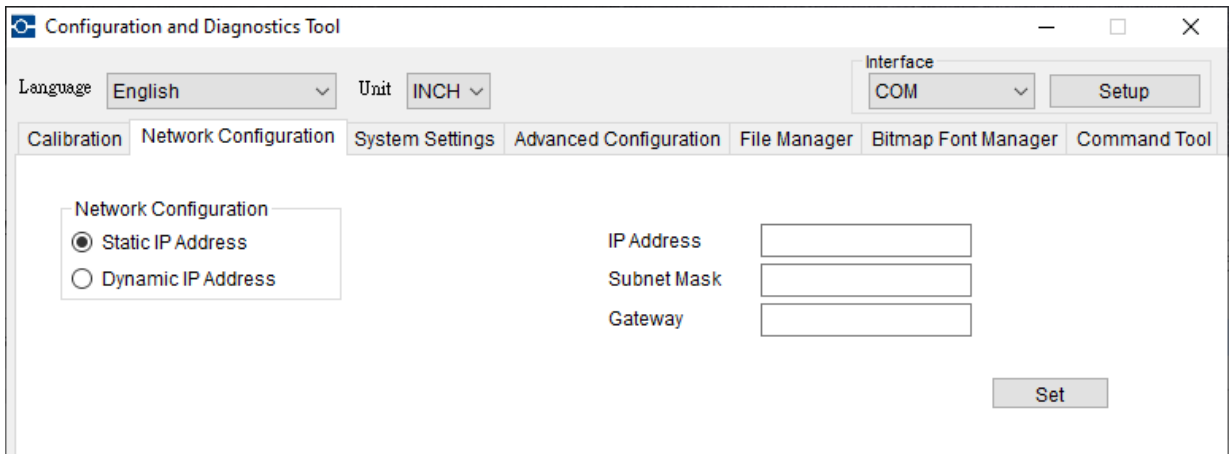 Configuration and Diagnostics Tool
Interface
Language English Unit INCH COM Setup
Calibration Network Configuration System Settings Advanced Configuration File Manager Bitmap Font Manager Command Tool
Network Configuration
Static IP Address
Dynamic IP Address
IP Address
Subnet Mask
Gateway
Set